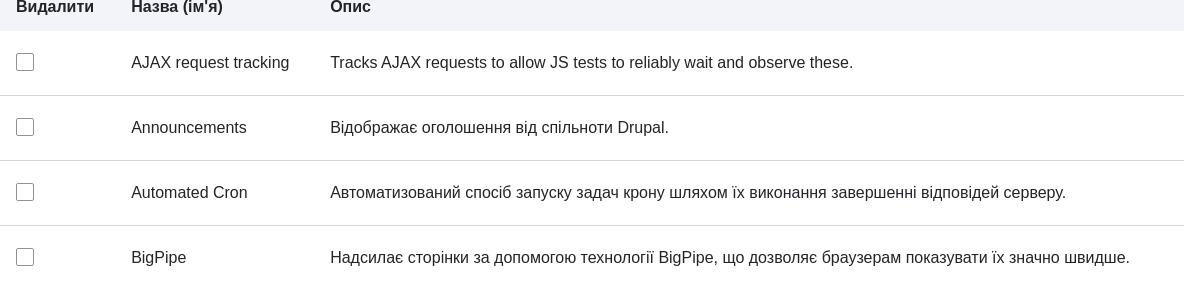 Видалити Назва (ім'я) Опис
AJAX request tracking Tracks AJAX requests to allow JS tests to reliably wait and observe these.
Announcements Відображає оголошення від спільноти Drupal.
Automated Cron Автоматизований спосіб запуску задач крону шляхом їх виконання завершенні відповідей серверу.
BigPipe Надсилає сторінки за допомогою технології BigPipe, що дозволяє браузерам показувати їх значно швидше.